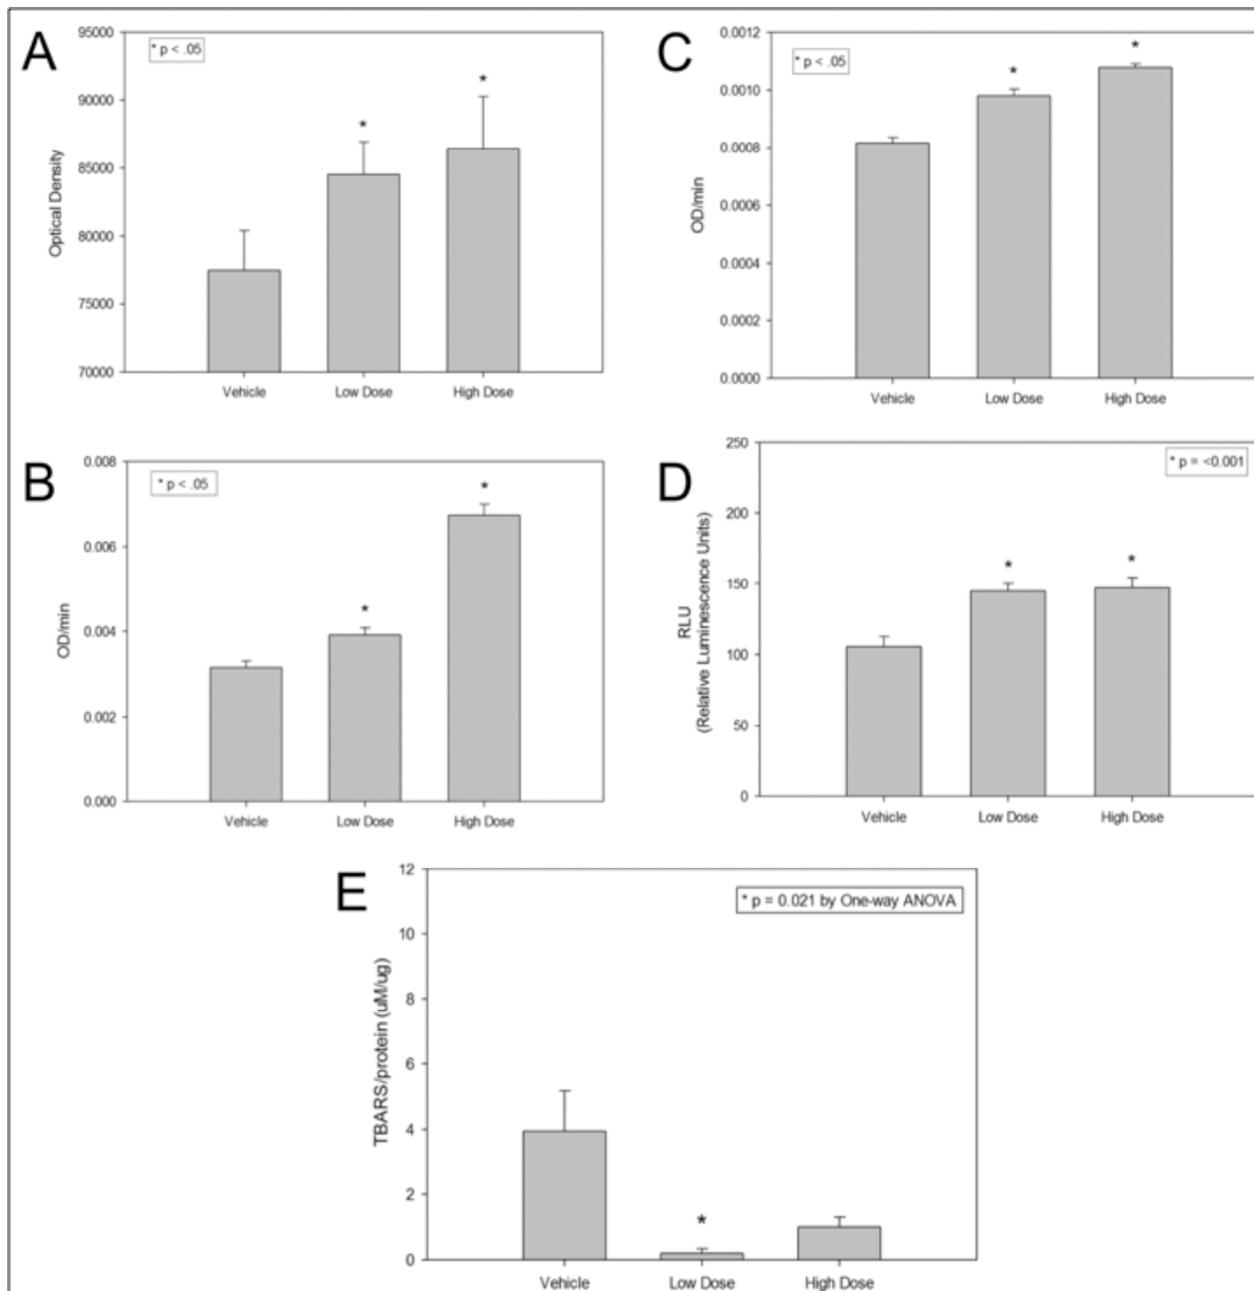 A
* p < .05
95000
90000
85000
80000
75000
70000
Optical Density
Vehicle Low Dose High Dose
C
* p < .05
* *
0.0012
0.0010
0.0008
0.0006
0.0004
0.0002
0.0000
OD/min
Vehicle Low Dose High Dose
B
* p < .05
* *
0.008
0.006
0.004
0.002
0.000
OD/min
Vehicle Low Dose High Dose
D
* p = <0.001
* *
250
200
150
100
50
0
RLU
(Relative Luminescence Units)
Vehicle Low Dose High Dose
E
* p = 0.021 by One-way ANOVA
*
12
10
8
6
4
2
0
TBARS/protein (uM/ug)
Vehicle Low Dose High Dose